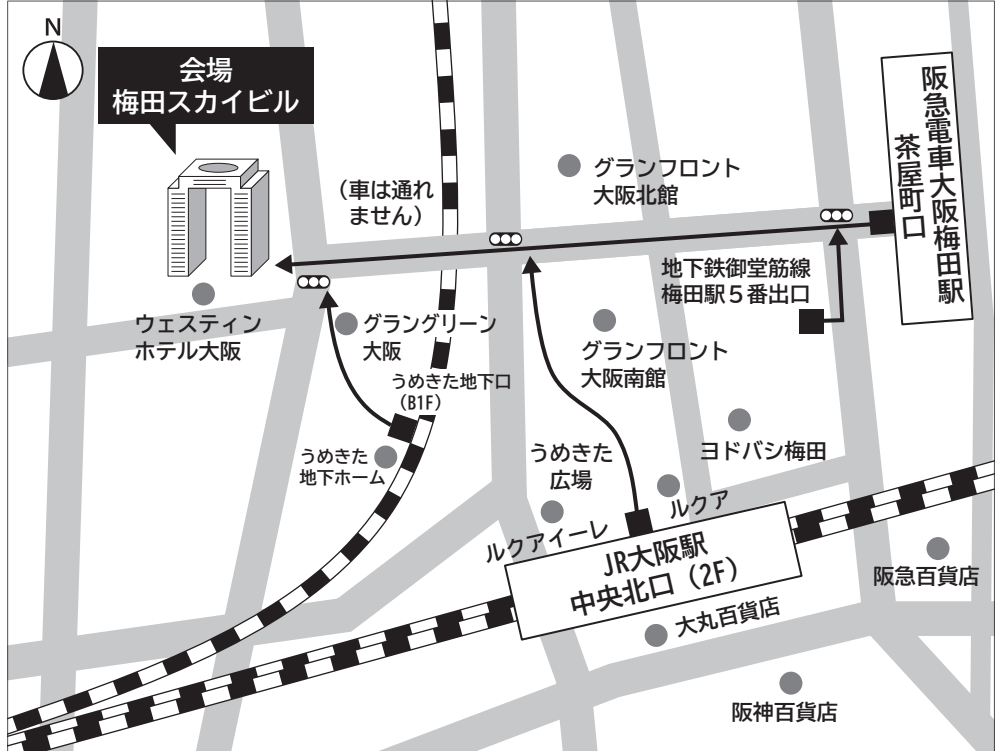 N
会場
梅田スカイビル
(車は通れ
ません)
グランフロント
大阪北館
阪急電車大阪梅田駅
茶屋町口
地下鉄御堂筋線
梅田駅5番出口
ウェスティン
ホテル大阪
グラングリーン
大阪
グランフロント
大阪南館
うめきた地下口
(B1F)
うめきた
地下ホーム
うめきた
広場
ヨドバシ梅田
ルクア
ルクアイーレ
JR大阪駅
中央北口(2F)
大丸百貨店
阪急百貨店
阪神百貨店